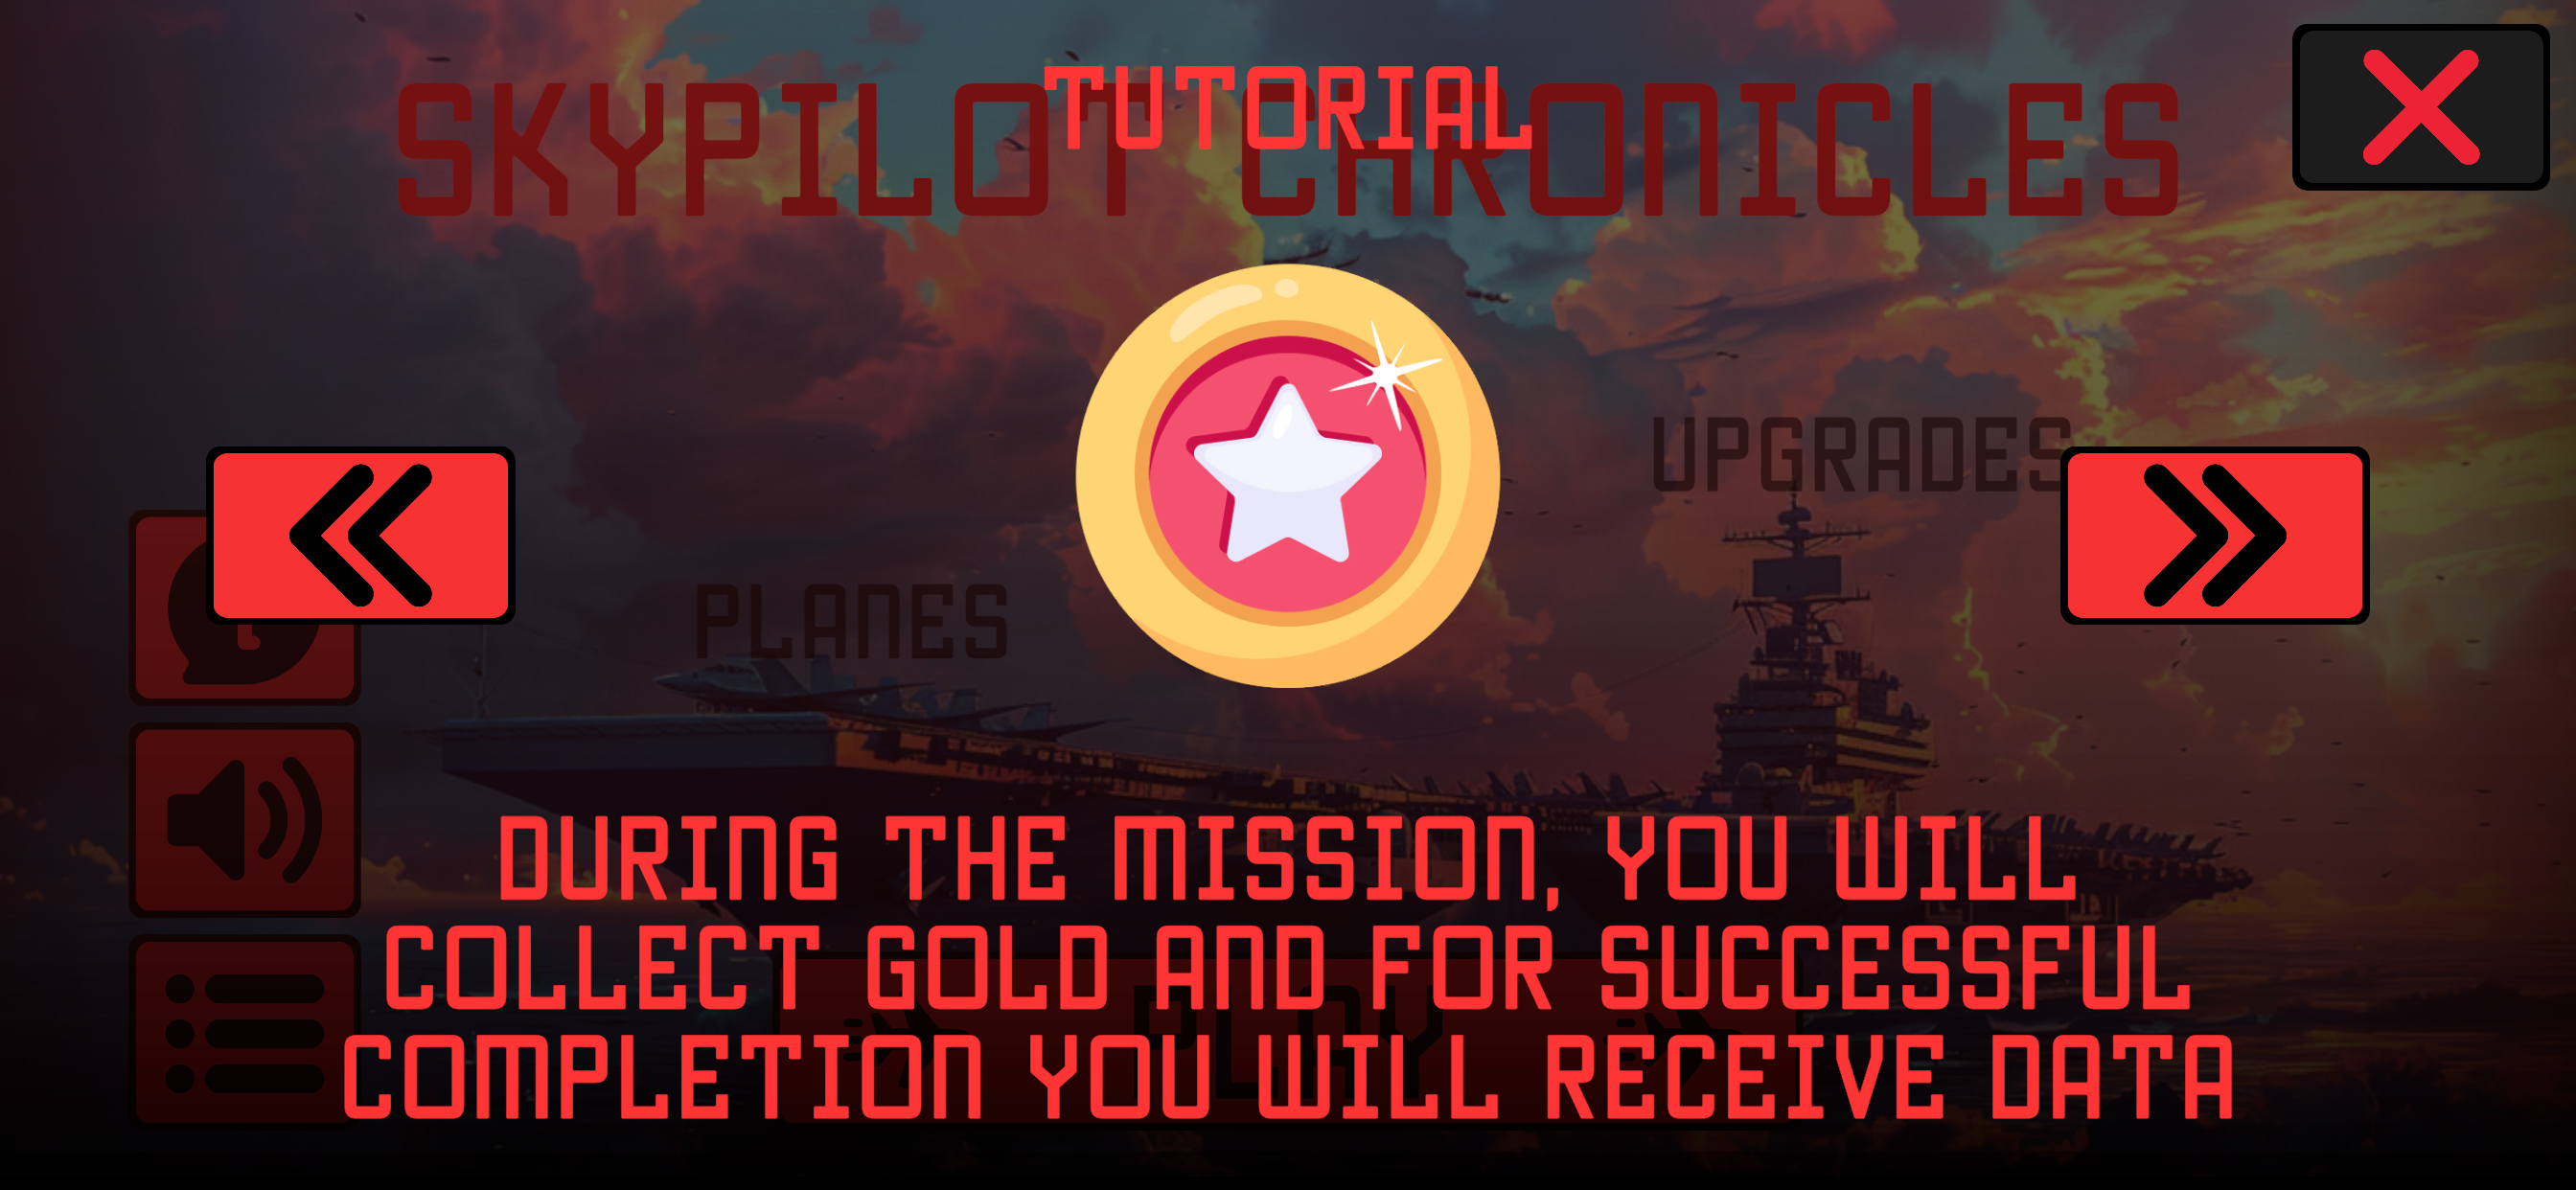 TUTORIAL
SKYPILOT CHRONICLES
UPGRADES
PLANES
DURING THE MISSION, YOU WILL
COLLECT GOLD AND FOR SUCCESSFUL
PLAY
COMPLETION YOU WILL RECEIVE DATA